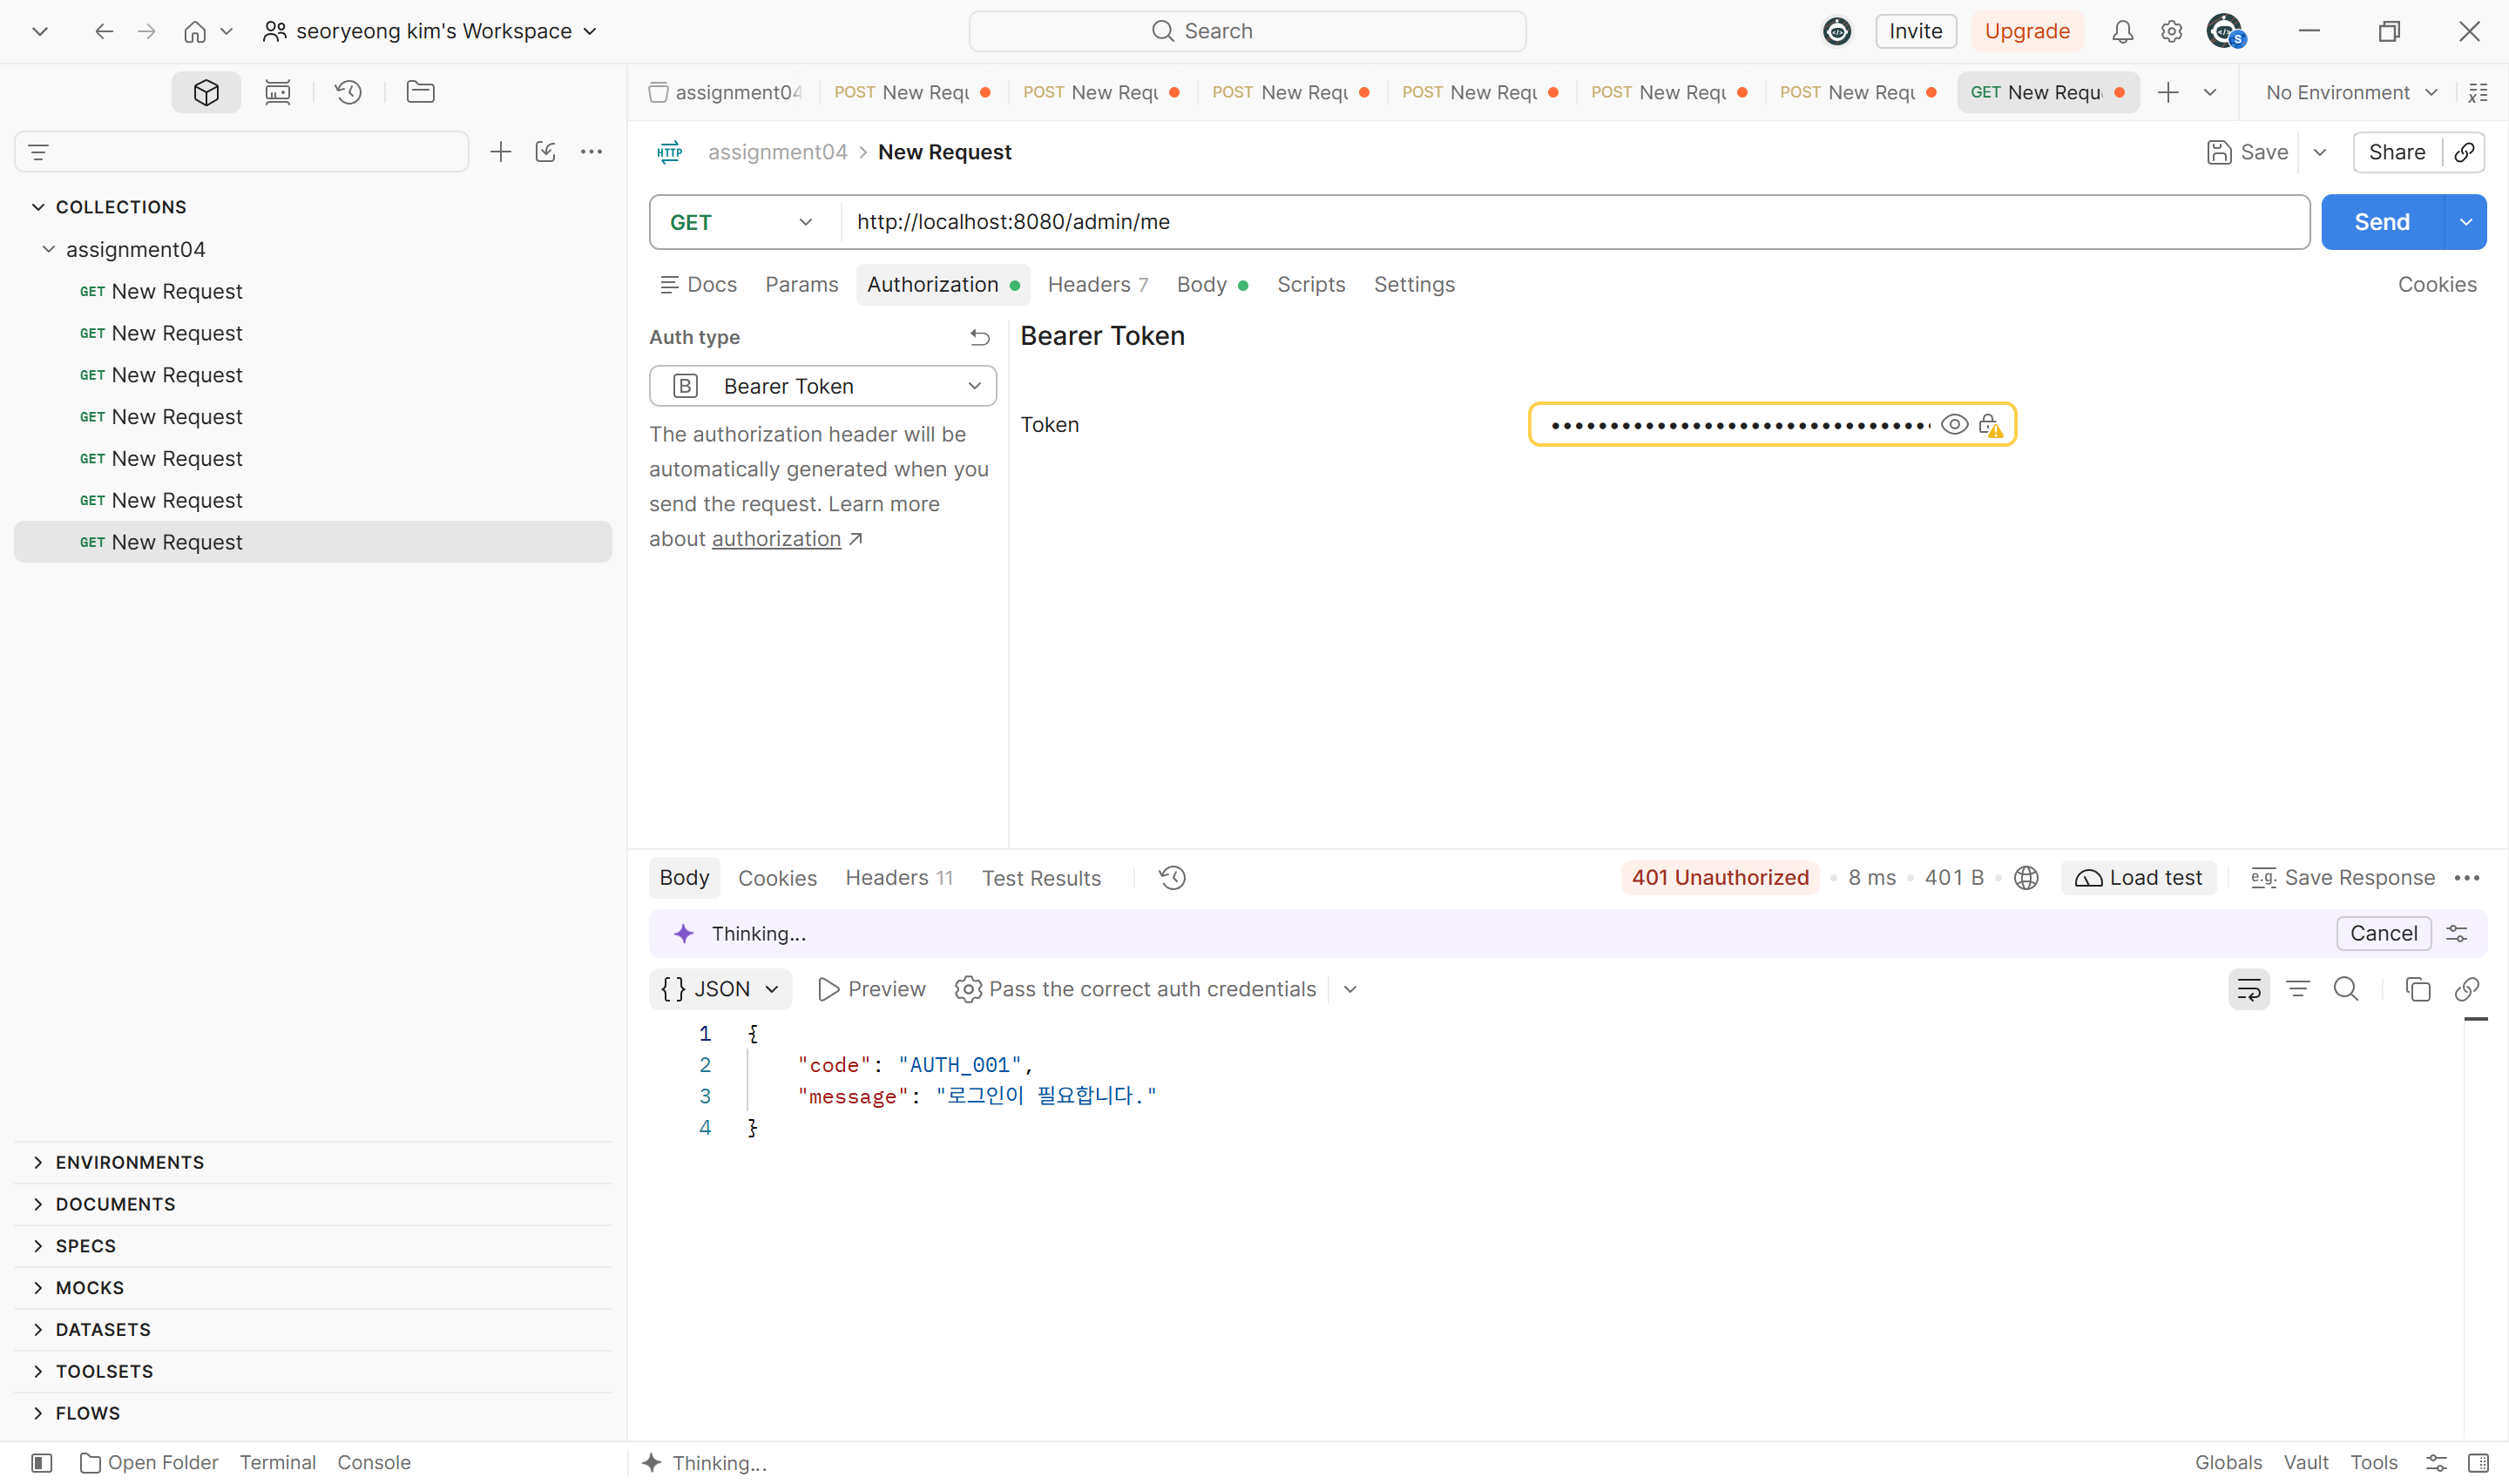 seoryeong kim's Workspace
Search
Invite
Upgrade
assignment04
POST New Requ
POST New Requ
POST New Requ
POST New Requ
POST New Requ
POST New Requ
GET New Requ
No Environment
COLLECTIONS
assignment04
GET New Request
GET New Request
GET New Request
GET New Request
GET New Request
GET New Request
GET New Request
ENVIRONMENTS
DOCUMENTS
SPECS
MOCKS
DATASETS
TOOLSETS
FLOWS
HTTP assignment04 > New Request
Save
Share
GET http://localhost:8080/admin/me
Send
Docs Params Authorization Headers 7 Body Scripts Settings
Cookies
Auth type
B Bearer Token
The authorization header will be
automatically generated when you
send the request. Learn more
about authorization
Bearer Token
Token
Body Cookies Headers 11 Test Results
401 Unauthorized • 8 ms • 401 B
Load test
e.g. Save Response
Thinking...
Cancel
{} JSON
Preview
Pass the correct auth credentials
1 {
2 "code": "AUTH_001",
3 "message": "로그인이 필요합니다."
4 }
Open Folder Terminal Console
Thinking...
Globals Vault Tools